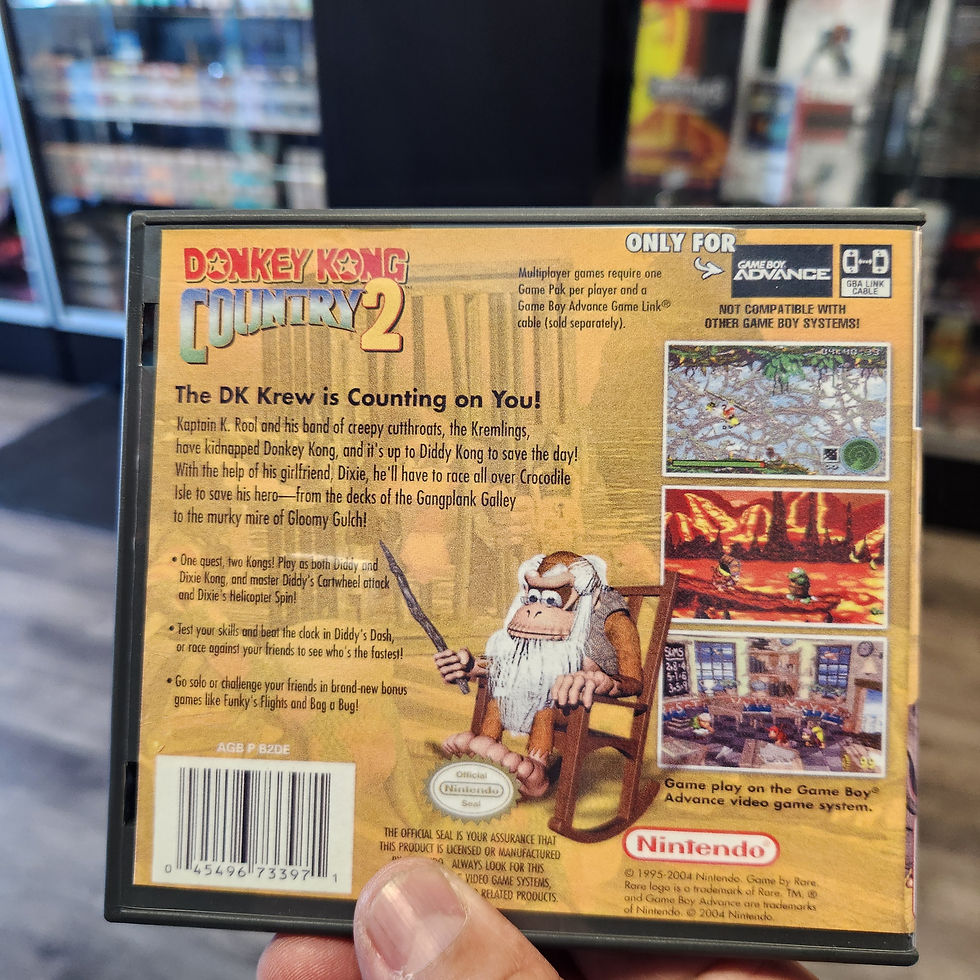 DONKEY KONG
COUNTRY 2
Multiplayer games require one
Game Pak per player and a
Game Boy Advance Game Link®
cable (sold separately).
ONLY FOR
GAME BOY
ADVANCE
GBA LINK
CABLE
NOT COMPATIBLE WITH
OTHER GAME BOY SYSTEMS!
The DK Krew is Counting on You!
Kaptain K. Rool and his band of creepy cutthroats, the Kremlings,
have kidnapped Donkey Kong, and it's up to Diddy Kong to save the day!
With the help of his girlfriend, Dixie, he'll have to race all over Crocodile
Isle to save his hero—from the decks of the Gangplank Galley
to the murky mire of Gloomy Gulch!
• One quest, two Kongs! Play as both Diddy and
Dixie Kong, and master Diddy's Cartwheel attack
and Dixie's Helicopter Spin!
• Test your skills and beat the clock in Diddy's Dash,
or race against your friends to see who's the fastest!
• Go solo or challenge your friends in brand-new bonus
games like Funky's Flights and Bag a Bug!
SUMS
Game play on the Game Boy®
Advance video game system.
AGB P B2DE
0 45496 73397 1
Official
Nintendo
Seal
THE OFFICIAL SEAL IS YOUR ASSURANCE THAT
THIS PRODUCT IS LICENSED OR MANUFACTURED
ALWAYS LOOK FOR THIS
VIDEO GAME SYSTEMS,
RELATED PRODUCTS.
Nintendo
© 1995-2004 Nintendo. Game by Rare.
Rare logo is a trademark of Rare. TM, ®
and Game Boy Advance are trademarks
of Nintendo. © 2004 Nintendo.